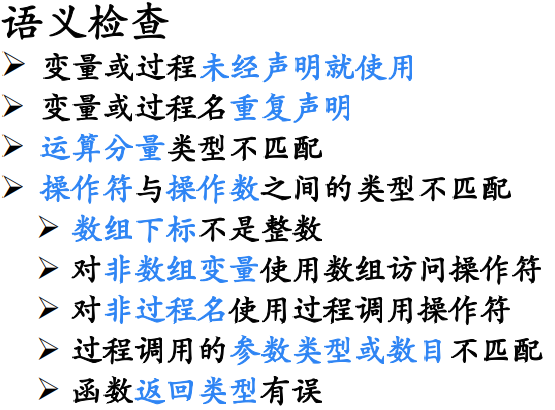 语义检查
➢ 变量或过程未经声明就使用
➢ 变量或过程名重复声明
➢ 运算分量类型不匹配
➢ 操作符与操作数之间的类型不匹配
➢ 数组下标不是整数
➢ 对非数组变量使用数组访问操作符
➢ 对非过程名使用过程调用操作符
➢ 过程调用的参数类型或数目不匹配
➢ 函数返回类型有误